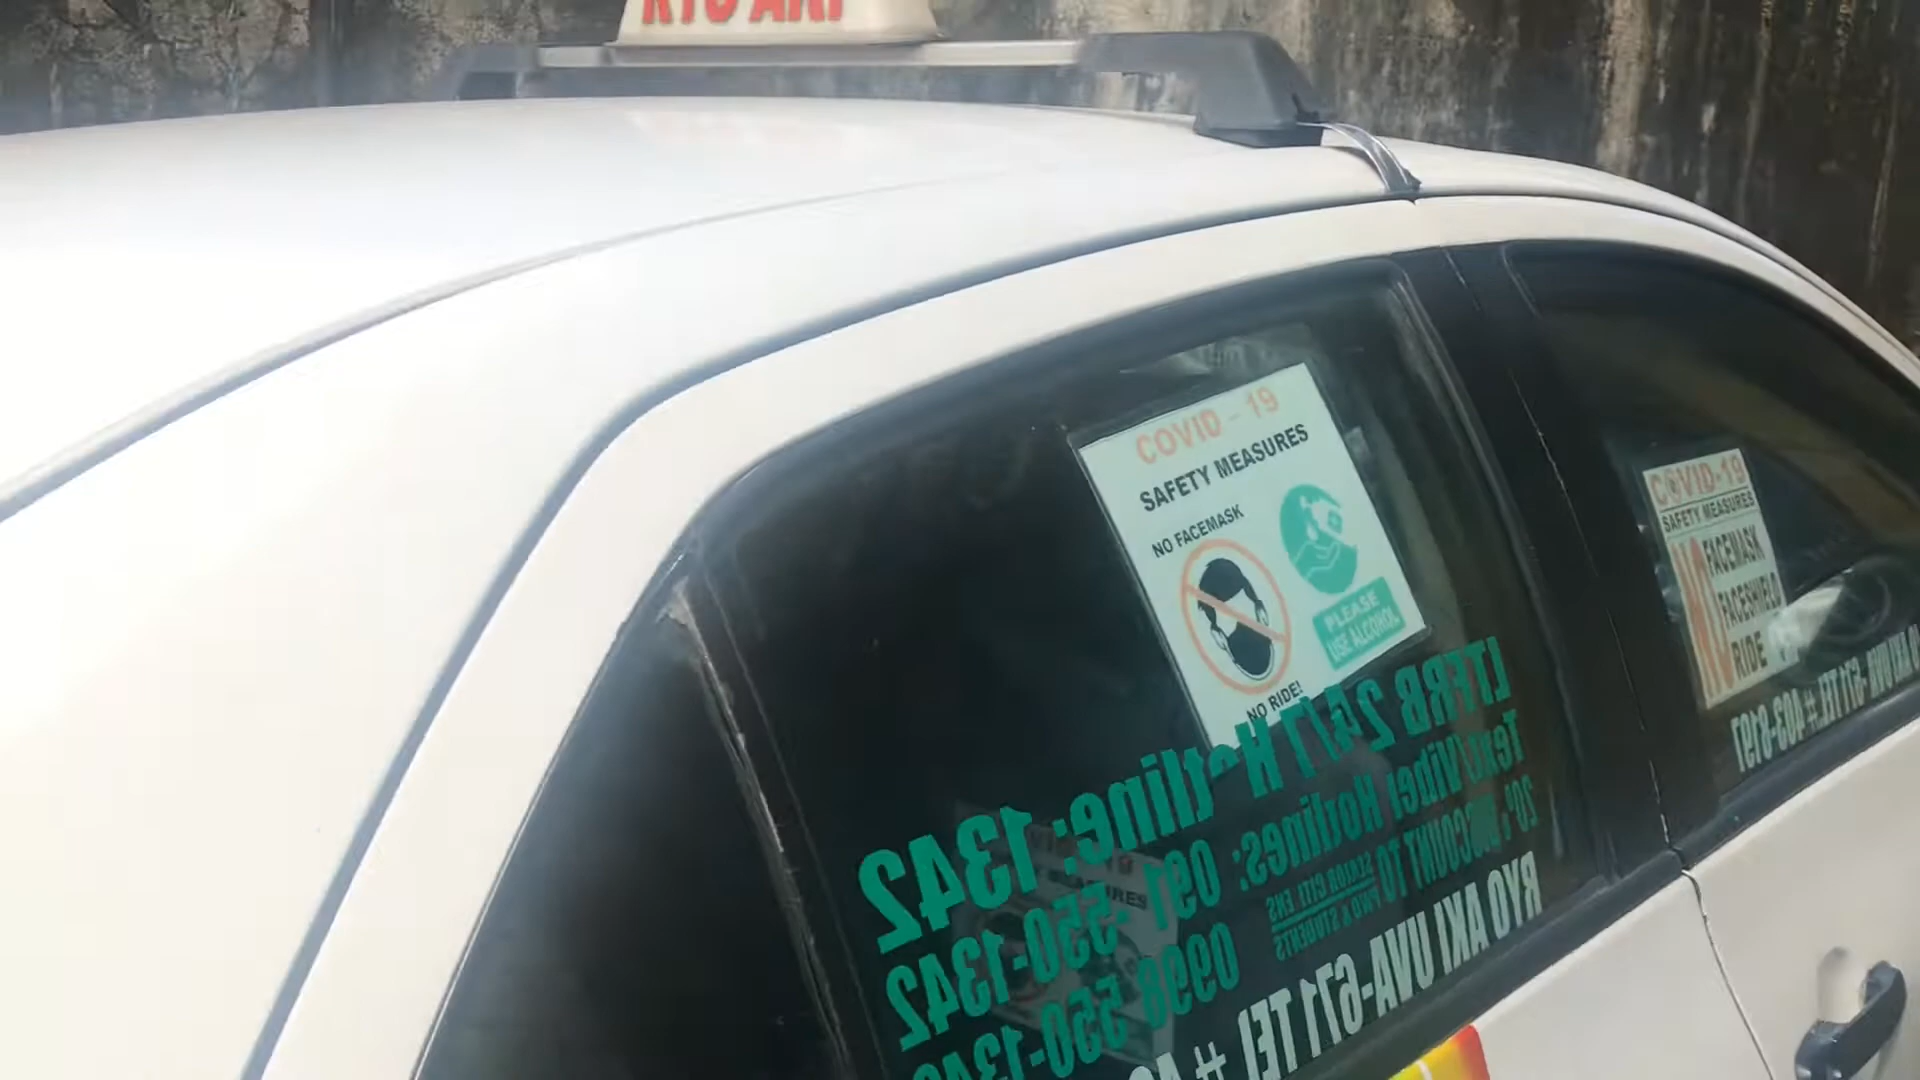 RYO AKI
COVID - 19
SAFETY MEASURES
NO FACEMASK
PLEASE
USE ALCOHOL
NO RIDE!
LTFRB 24/7 Hotline: 1342
Text/Viber Hotlines: 091 -550-1342
0998 550-1342
20% DISCOUNT TO SENIOR CITIZENS
PWD & STUDENTS
RYO AKI UVA-671 TEL #
COVID-19
SAFETY MEASURES
NO FACEMASK
FACESHIELD
RIDE
UVA-671 TEL # 403-8197